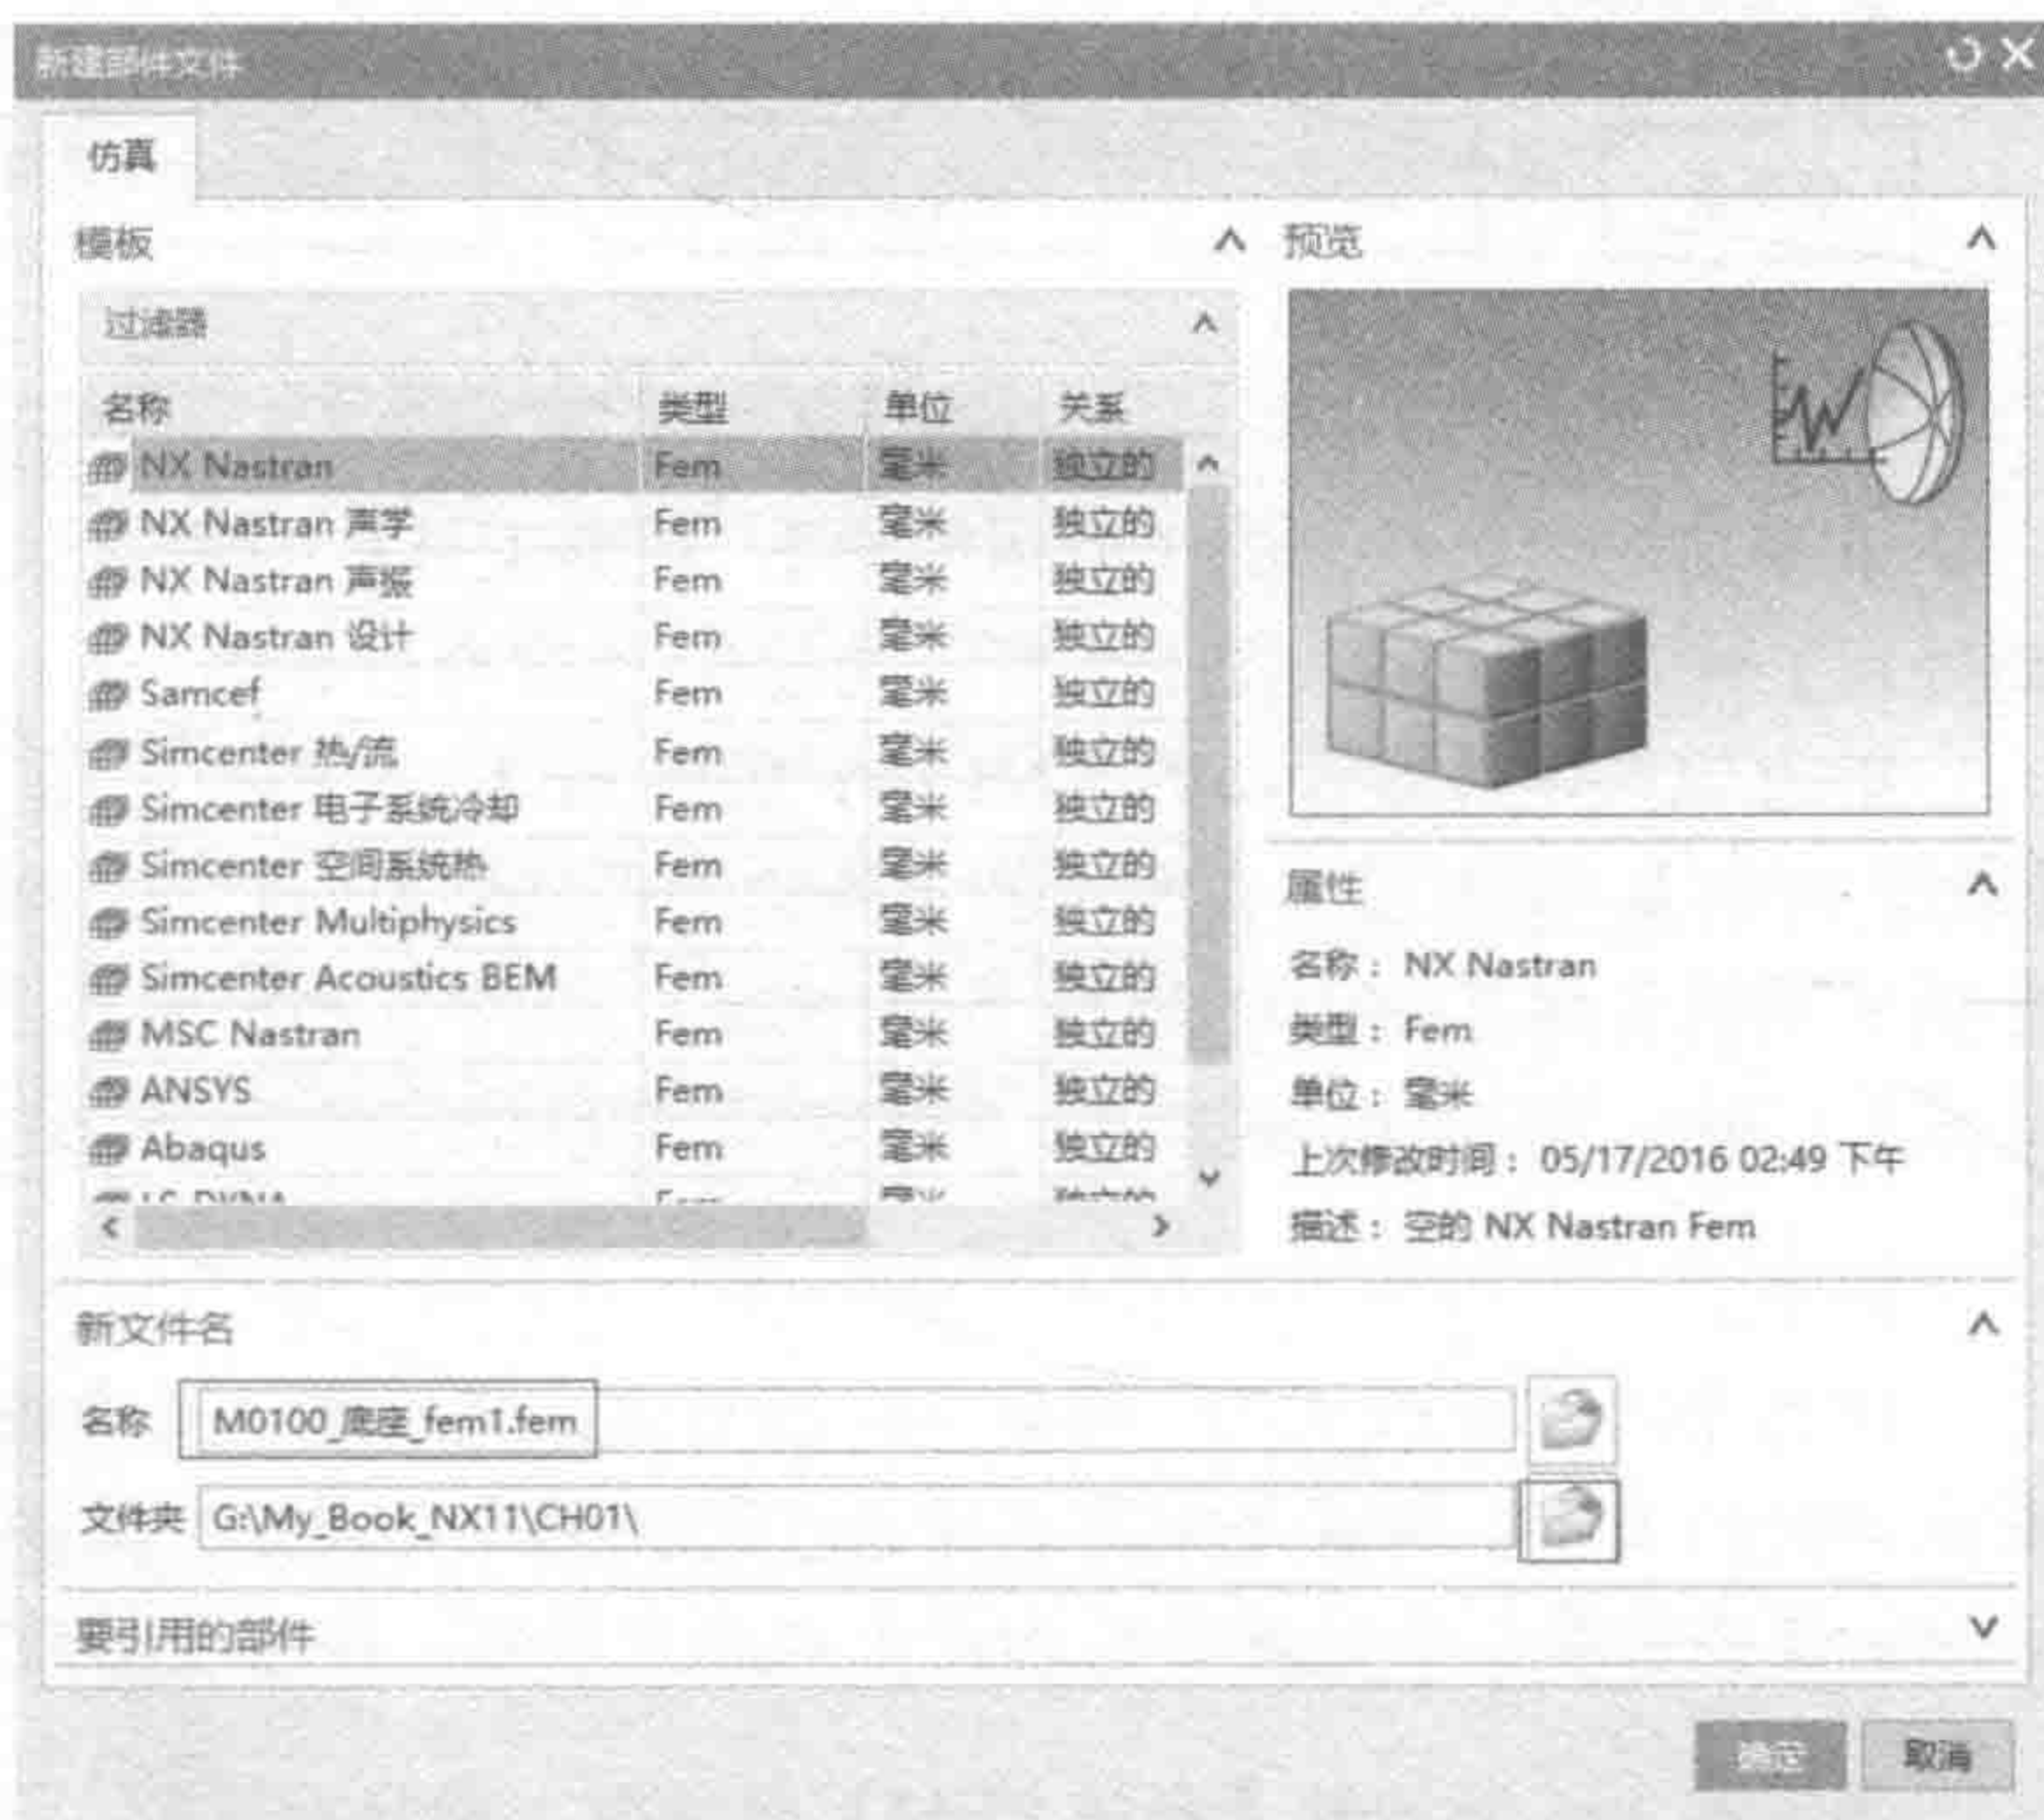 新建部件文件
仿真
模板
过滤器
名称 类型 单位 关系
NX Nastran Fem 毫米 独立的
NX Nastran 声学 Fem 毫米 独立的
NX Nastran 声振 Fem 毫米 独立的
NX Nastran 设计 Fem 毫米 独立的
Samcef Fem 毫米 独立的
Simcenter 热/流 Fem 毫米 独立的
Simcenter 电子系统冷却 Fem 毫米 独立的
Simcenter 空间系统热 Fem 毫米 独立的
Simcenter Multiphysics Fem 毫米 独立的
Simcenter Acoustics BEM Fem 毫米 独立的
MSC Nastran Fem 毫米 独立的
ANSYS Fem 毫米 独立的
Abaqus Fem 毫米 独立的
预览
属性
名称： NX Nastran
类型： Fem
单位： 毫米
上次修改时间： 05/17/2016 02:49 下午
描述： 空的 NX Nastran Fem
新文件名
名称 M0100_底座_fem1.fem
文件夹 G:\My_Book_NX11\CH01\
要引用的部件
确定 取消